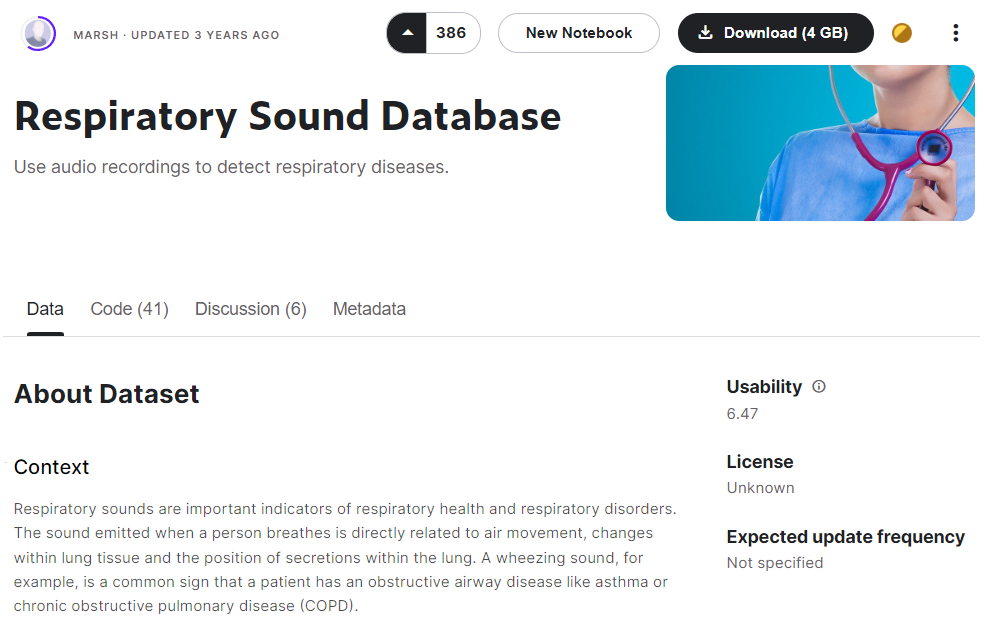 MARSH · UPDATED 3 YEARS AGO
386
New Notebook
Download (4 GB)
Respiratory Sound Database
Use audio recordings to detect respiratory diseases.
Data
Code (41)
Discussion (6)
Metadata
About Dataset
Context
Respiratory sounds are important indicators of respiratory health and respiratory disorders.
The sound emitted when a person breathes is directly related to air movement, changes
within lung tissue and the position of secretions within the lung. A wheezing sound, for
example, is a common sign that a patient has an obstructive airway disease like asthma or
chronic obstructive pulmonary disease (COPD).
Usability
6.47
License
Unknown
Expected update frequency
Not specified